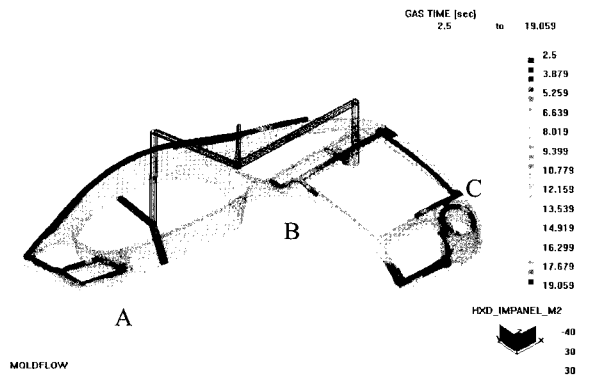 GAS TIME (sec)
2.5 to 19.059
2.5
3.879
5.259
6.639
8.019
9.399
10.779
12.159
13.539
14.919
16.299
17.679
19.059
C
B
A
HXD_IMPANEL_M2
Z
Y X
-40
30
30
MOLDFLOW